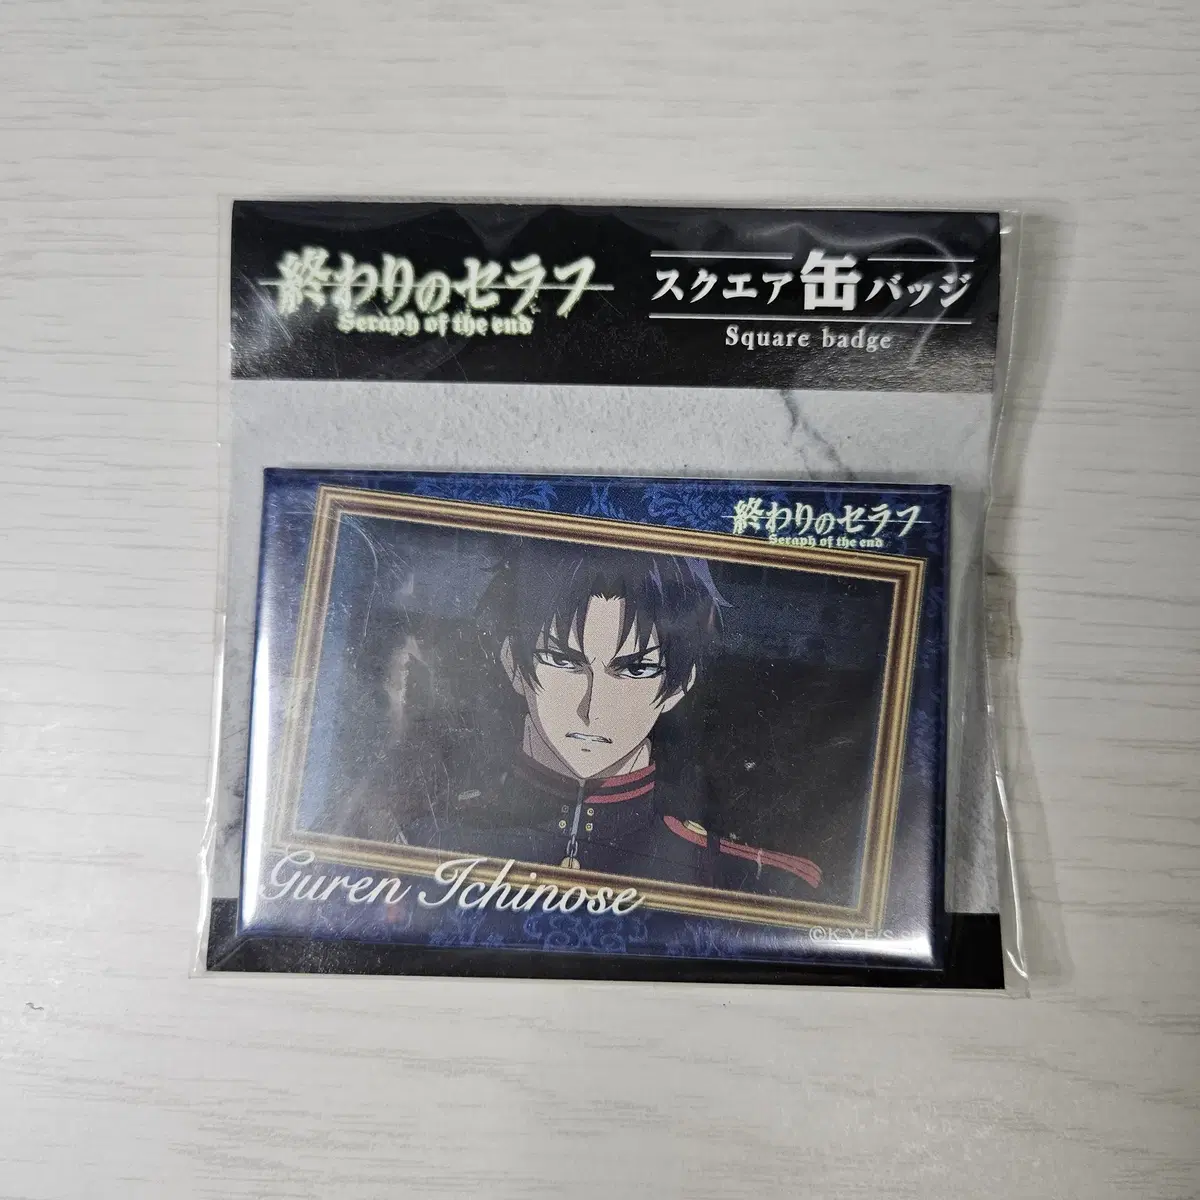 終わりのセラフ
Seraph of the end
スクエア缶バッジ
Square badge
終わりのセラフ
Seraph of the end
Guren Ichinose